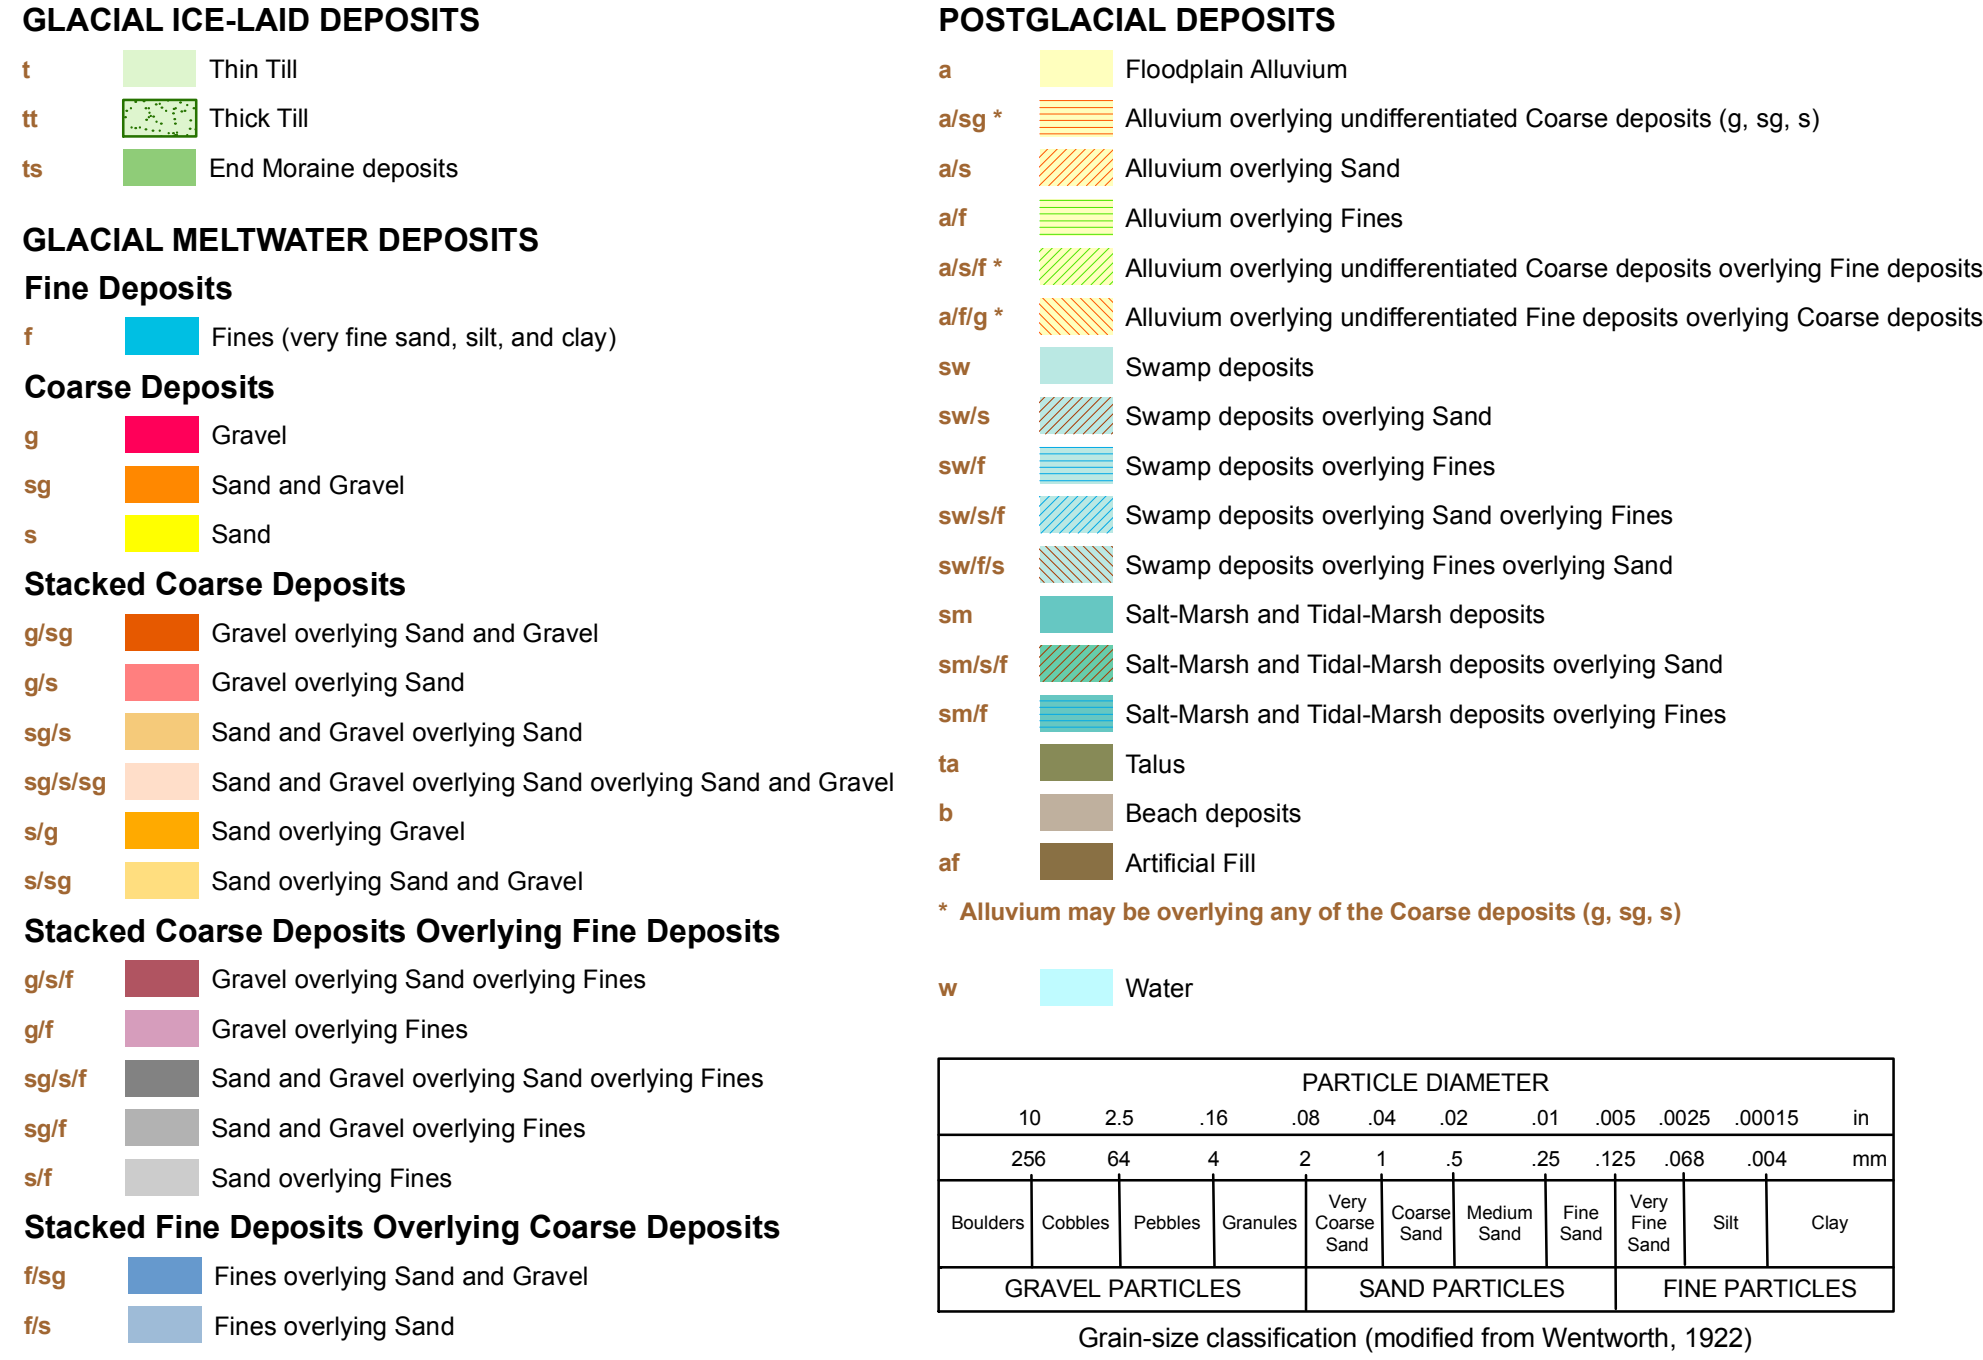 GLACIAL ICE-LAID DEPOSITS
t Thin Till
tt Thick Till
ts End Moraine deposits
GLACIAL MELTWATER DEPOSITS
Fine Deposits
f Fines (very fine sand, silt, and clay)
Coarse Deposits
g Gravel
sg Sand and Gravel
s Sand
Stacked Coarse Deposits
g/sg Gravel overlying Sand and Gravel
g/s Gravel overlying Sand
sg/s Sand and Gravel overlying Sand
sg/s/sg Sand and Gravel overlying Sand overlying Sand and Gravel
s/g Sand overlying Gravel
s/sg Sand overlying Sand and Gravel
Stacked Coarse Deposits Overlying Fine Deposits
g/s/f Gravel overlying Sand overlying Fines
g/f Gravel overlying Fines
sg/s/f Sand and Gravel overlying Sand overlying Fines
sg/f Sand and Gravel overlying Fines
s/f Sand overlying Fines
Stacked Fine Deposits Overlying Coarse Deposits
f/sg Fines overlying Sand and Gravel
f/s Fines overlying Sand
POSTGLACIAL DEPOSITS
a Floodplain Alluvium
a/sg * Alluvium overlying undifferentiated Coarse deposits (g, sg, s)
a/s Alluvium overlying Sand
a/f Alluvium overlying Fines
a/s/f * Alluvium overlying undifferentiated Coarse deposits overlying Fine deposits
a/f/g * Alluvium overlying undifferentiated Fine deposits overlying Coarse deposits
sw Swamp deposits
sw/s Swamp deposits overlying Sand
sw/f Swamp deposits overlying Fines
sw/s/f Swamp deposits overlying Sand overlying Fines
sw/f/s Swamp deposits overlying Fines overlying Sand
sm Salt-Marsh and Tidal-Marsh deposits
sm/s/f Salt-Marsh and Tidal-Marsh deposits overlying Sand
sm/f Salt-Marsh and Tidal-Marsh deposits overlying Fines
ta Talus
b Beach deposits
af Artificial Fill
* Alluvium may be overlying any of the Coarse deposits (g, sg, s)
w Water
PARTICLE DIAMETER
10 2.5 .16 .08 .04 .02 .01 .005 .0025 .00015 in
256 64 4 2 1 .5 .25 .125 .068 .004 mm
Boulders Cobbles Pebbles Granules Very Coarse Sand Coarse Sand Medium Sand Fine Sand Very Fine Sand Silt Clay
GRAVEL PARTICLES SAND PARTICLES FINE PARTICLES
Grain-size classification (modified from Wentworth, 1922)